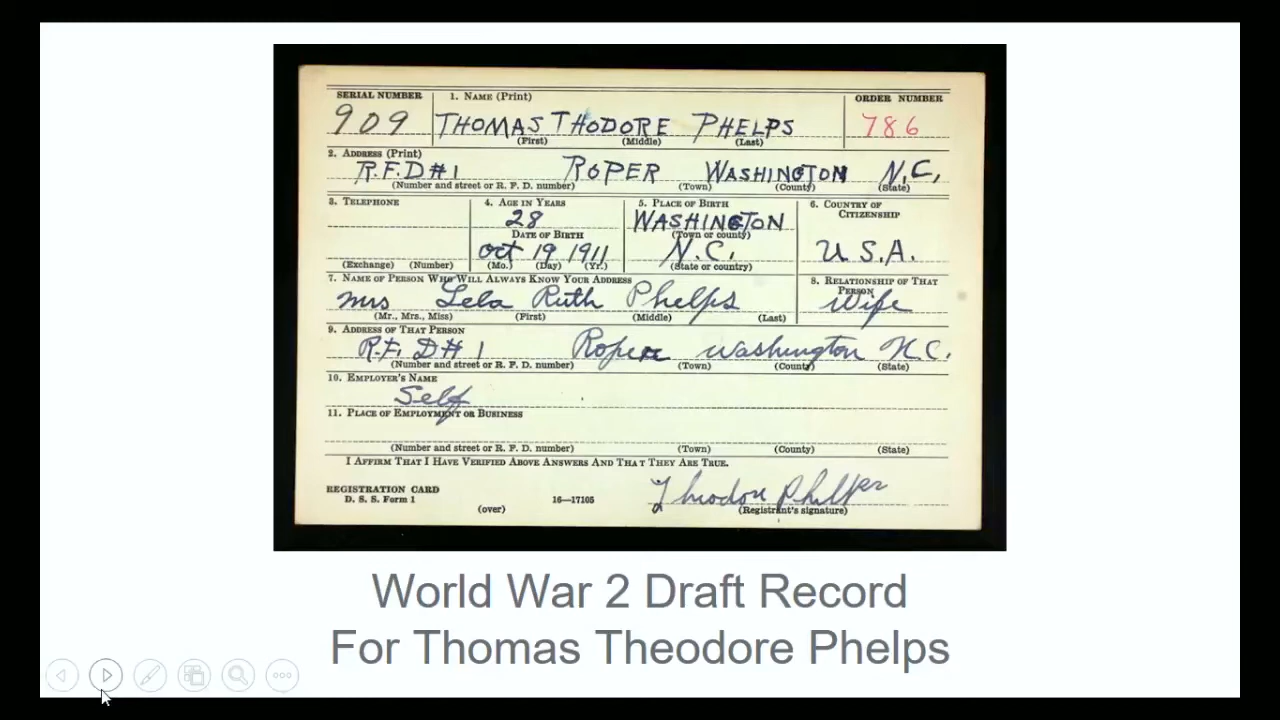 SERIAL NUMBER 1. NAME (Print) ORDER NUMBER
909 THOMAS THODORE PHELPS 786
(First) (Middle) (Last)
2. ADDRESS (Print)
R.F.D#1 ROPER WASHINGTON N.C.
(Number and street or R. F. D. number) (Town) (County) (State)
3. TELEPHONE 4. AGE IN YEARS 5. PLACE OF BIRTH 6. COUNTRY OF
CITIZENSHIP
28 WASHINGTON
DATE OF BIRTH (Town or county)
Oct 19 1911 N.C. U.S.A.
(Exchange) (Number) (Mo.) (Day) (Yr.) (State or country)
7. NAME OF PERSON WHO WILL ALWAYS KNOW YOUR ADDRESS 8. RELATIONSHIP OF THAT
PERSON
mrs Lela Ruth Phelps Wife
(Mr., Mrs., Miss) (First) (Middle) (Last)
9. ADDRESS OF THAT PERSON
R.F.D#1 Roper Washington N.C.
(Number and street or R. F. D. number) (Town) (County) (State)
10. EMPLOYER'S NAME
Self
11. PLACE OF EMPLOYMENT OR BUSINESS
(Number and street or R. F. D. number) (Town) (County) (State)
I AFFIRM THAT I HAVE VERIFIED ABOVE ANSWERS AND THAT THEY ARE TRUE.
REGISTRATION CARD
D. S. S. Form 1 16—17105 Theodore Phelps
(over) (Registrant's signature)
World War 2 Draft Record
For Thomas Theodore Phelps